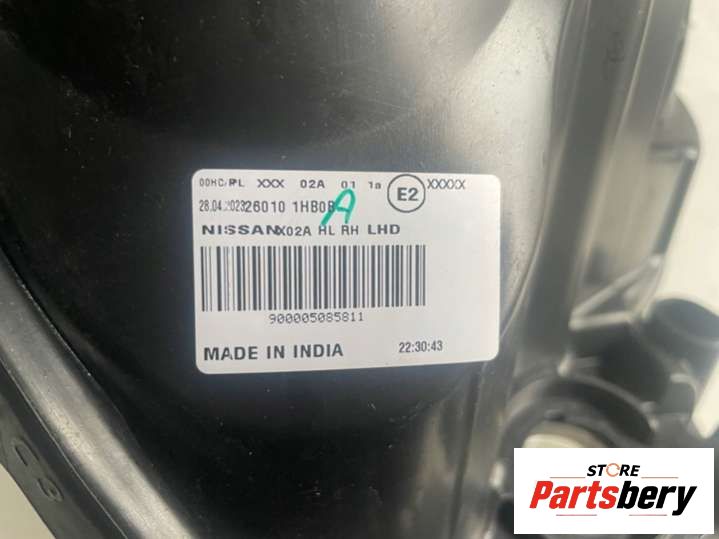 00HC/PL XXX 02A 01 1a E2 XXXXX
28.04.2023 26010 1HB0B A
NISSAN X02A HL RH LHD
900005085811
MADE IN INDIA 22:30:43
STORE
Partsbery